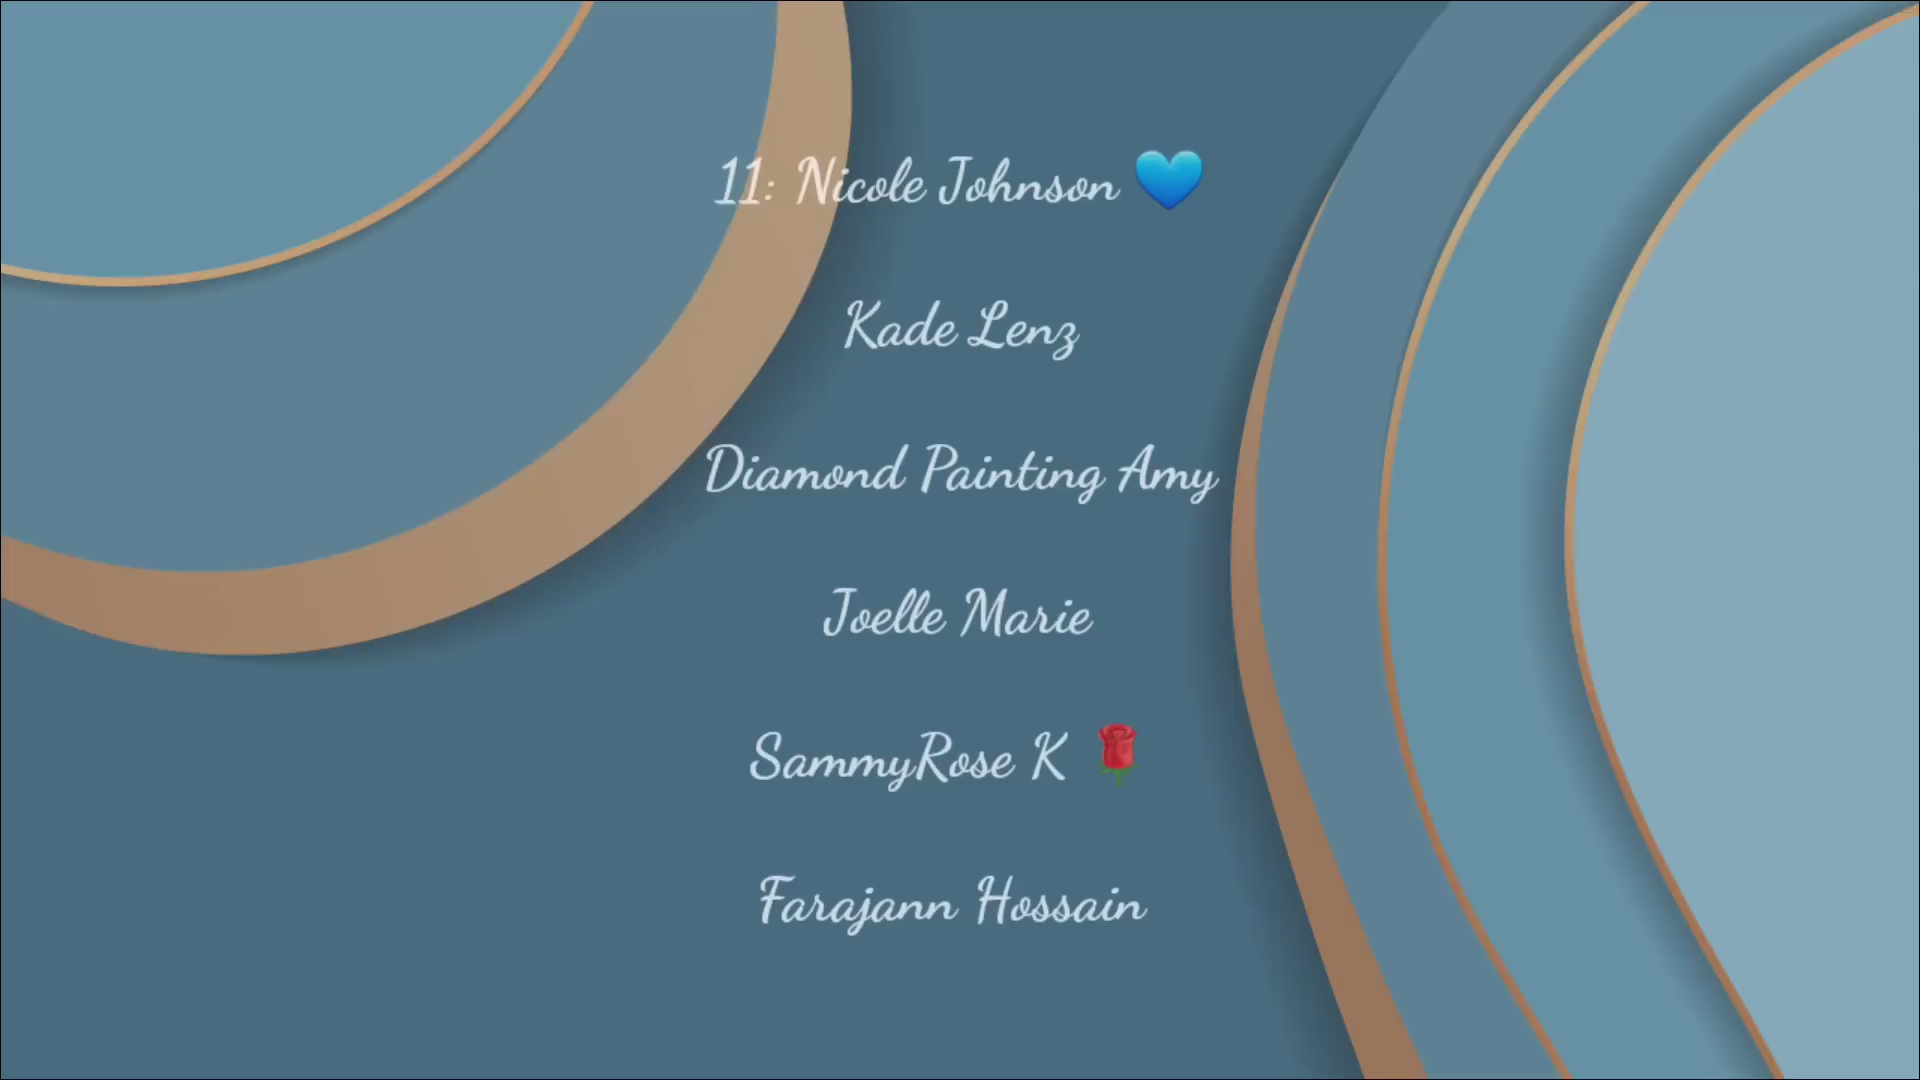 11: Nicole Johnson 💙
Kade Lenz
Diamond Painting Amy
Joelle Marie
SammyRose K 🌹
Farajann Hossain